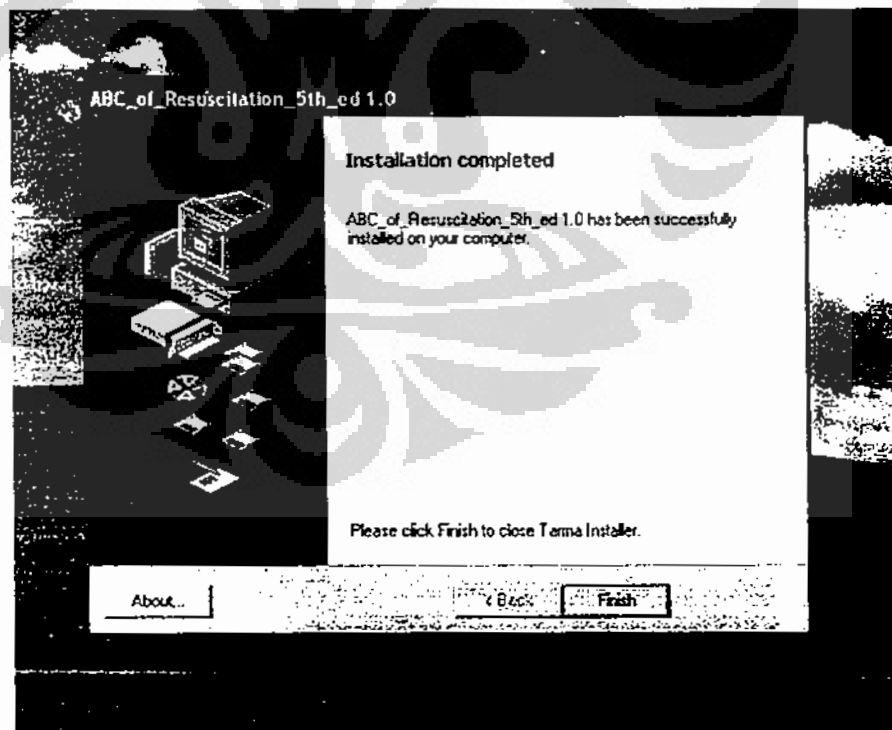 ABC_of_Resuscitation_5th_ed 1.0
Installation completed
ABC_of_Resuscitation_5th_ed 1.0 has been successfully
installed on your computer.
Please click Finish to close Tarma Installer.
About...
< Back
Finish